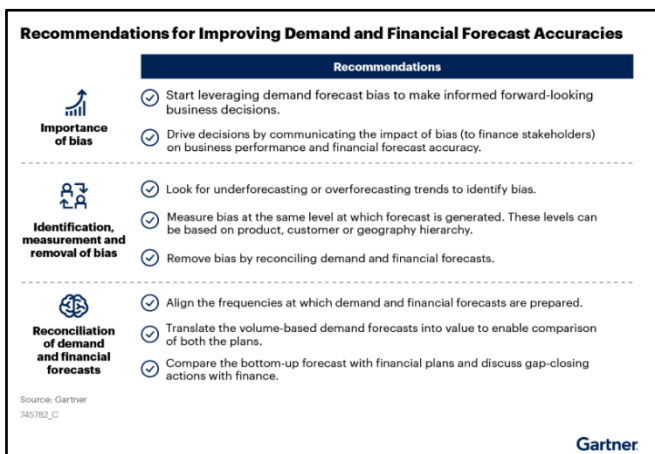 Recommendations for Improving Demand and Financial Forecast Accuracies
Recommendations
Importance
of bias
Start leveraging demand forecast bias to make informed forward-looking
business decisions.
Drive decisions by communicating the impact of bias (to finance stakeholders)
on business performance and financial forecast accuracy.
Identification,
measurement and
removal of bias
Look for underforecasting or overforecasting trends to identify bias.
Measure bias at the same level at which forecast is generated. These levels can
be based on product, customer or geography hierarchy.
Remove bias by reconciling demand and financial forecasts.
Reconciliation
of demand
and financial
forecasts
Align the frequencies at which demand and financial forecasts are prepared.
Translate the volume-based demand forecasts into value to enable comparison
of both the plans.
Compare the bottom-up forecast with financial plans and discuss gap-closing
actions with finance.
Source: Gartner
745782_C
Gartner